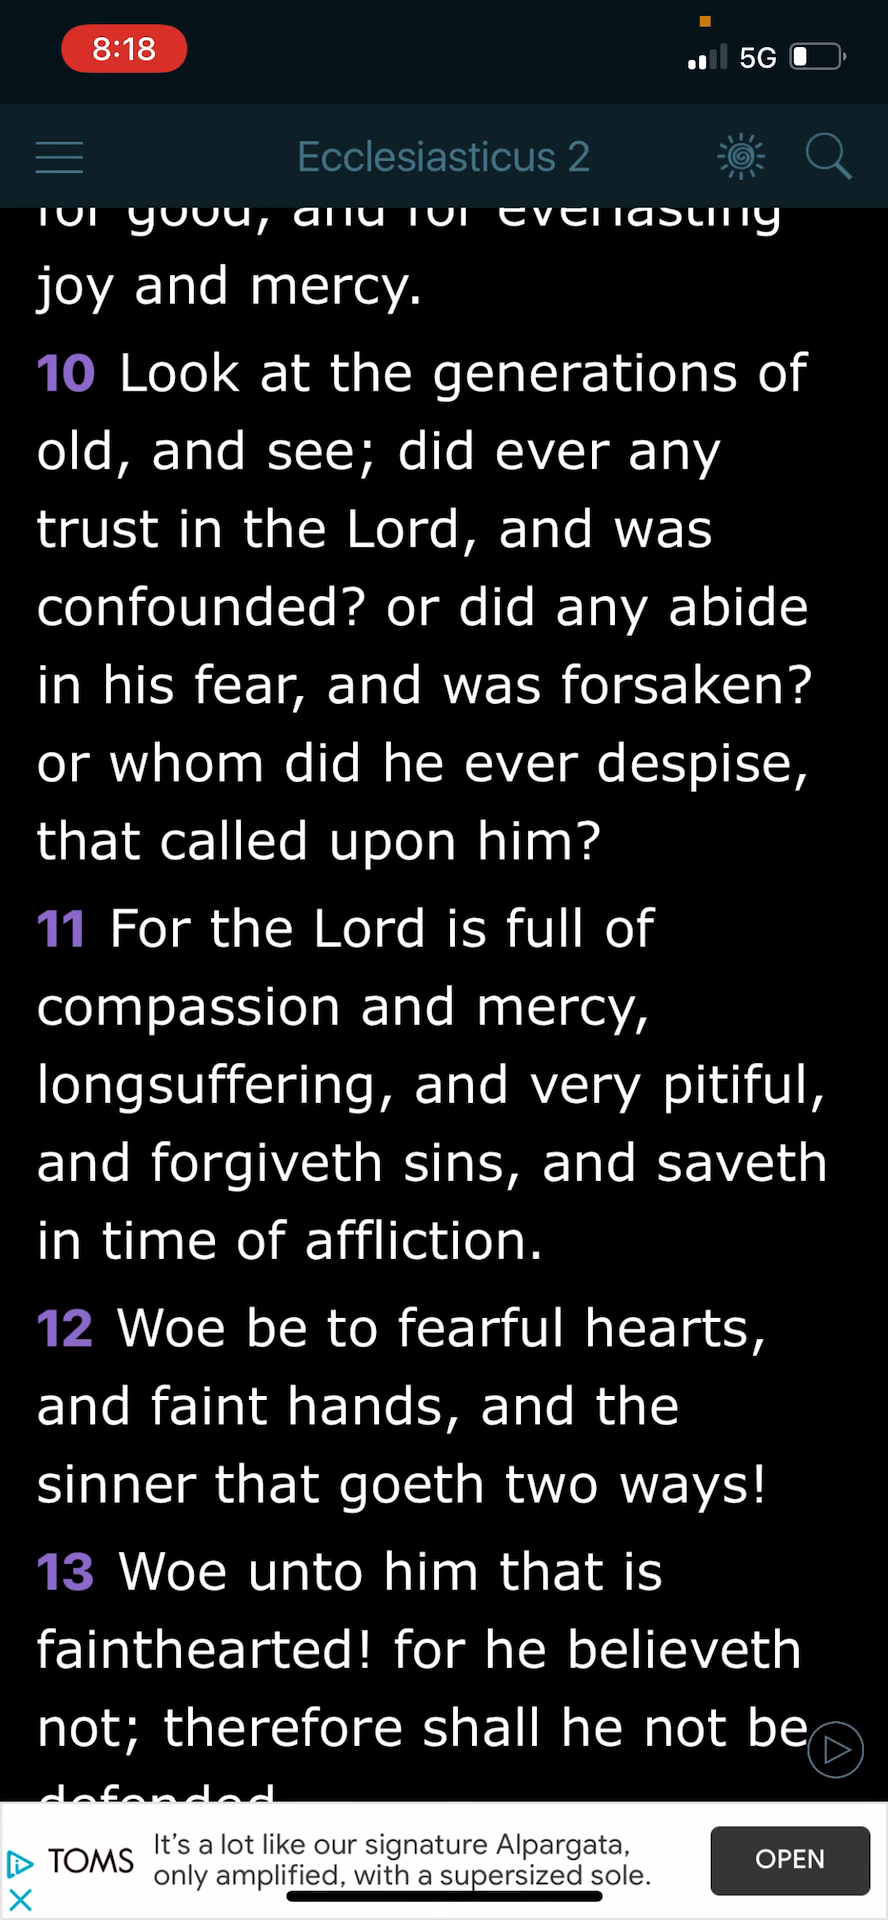 8:18
5G
Ecclesiasticus 2
for good, and for everlasting
joy and mercy.
10 Look at the generations of
old, and see; did ever any
trust in the Lord, and was
confounded? or did any abide
in his fear, and was forsaken?
or whom did he ever despise,
that called upon him?
11 For the Lord is full of
compassion and mercy,
longsuffering, and very pitiful,
and forgiveth sins, and saveth
in time of affliction.
12 Woe be to fearful hearts,
and faint hands, and the
sinner that goeth two ways!
13 Woe unto him that is
fainthearted! for he believeth
not; therefore shall he not be
defended
TOMS
It's a lot like our signature Alpargata,
only amplified, with a supersized sole.
OPEN